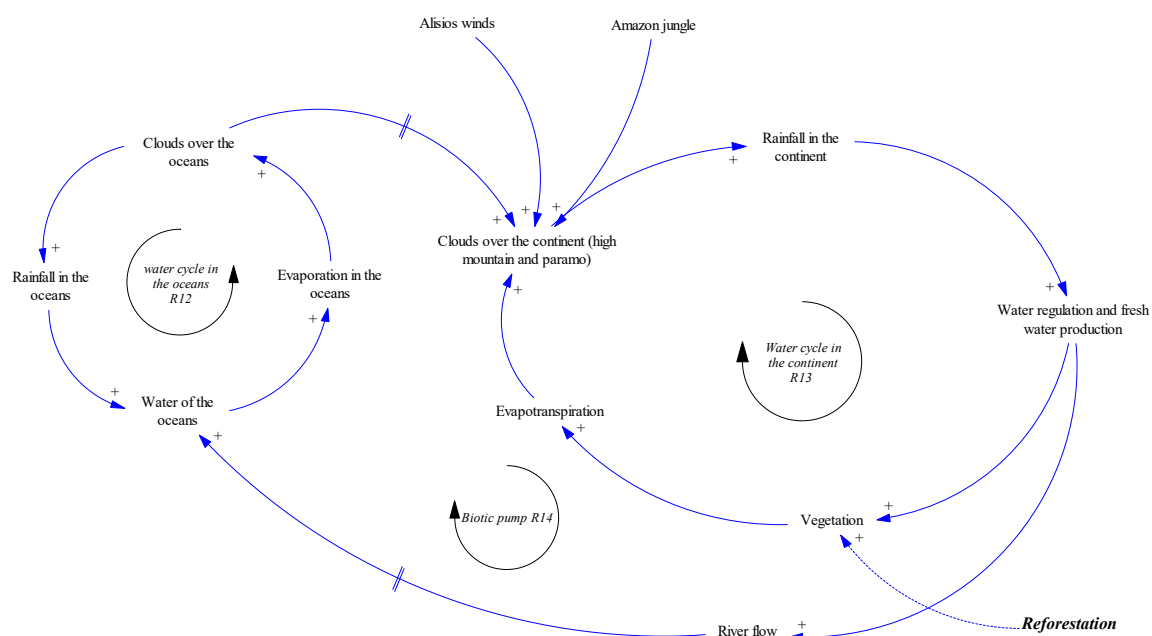 Alisios winds
Amazon jungle
Clouds over the
oceans
Rainfall in the
continent
+
+
+
+
+
+
+
Clouds over the continent (high
mountain and paramo)
Rainfall in the
oceans
water cycle in
the oceans
R12
Evaporation in the
oceans
+
+
+
Water regulation and fresh
water production
Water cycle in
the continent
R13
+
Water of the
oceans
+
Evapotranspiration
+
Biotic pump R14
Vegetation
+
+
Reforestation
+
River flow